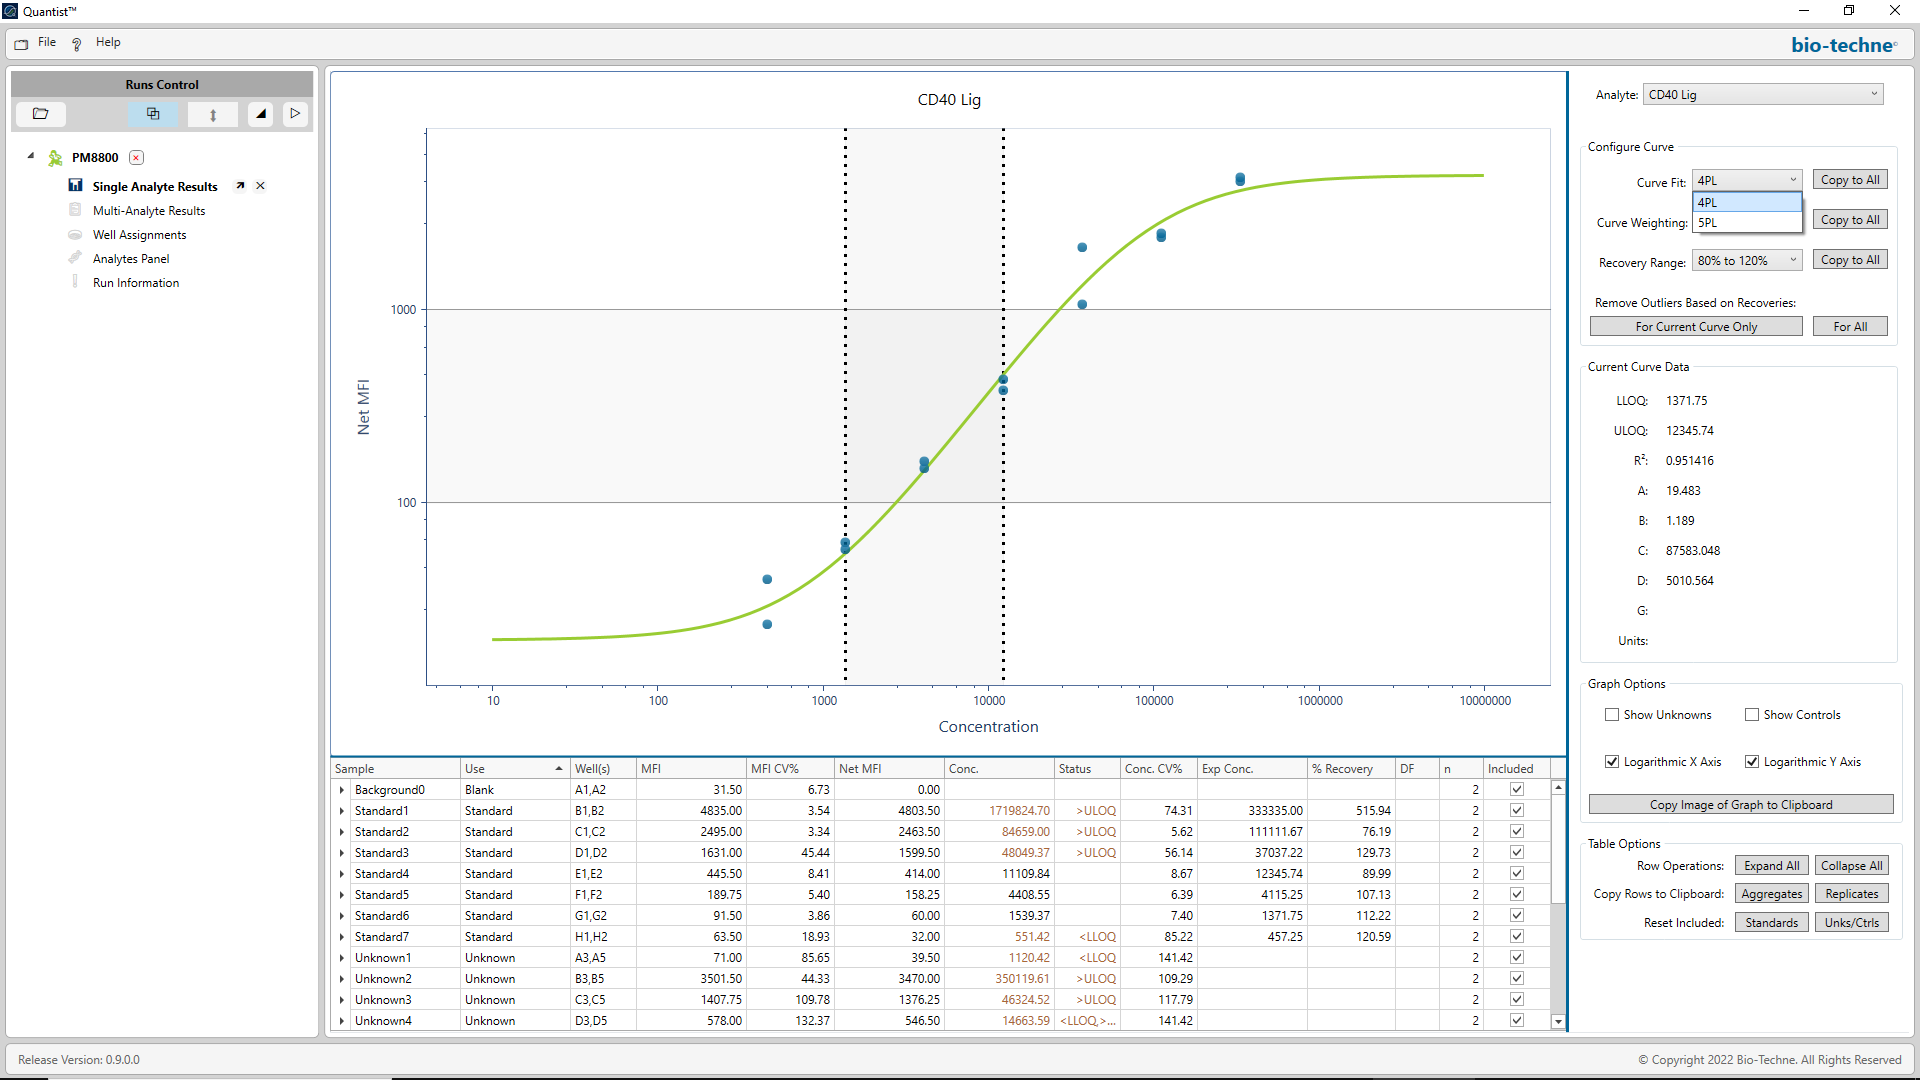 Quantist™
File Help
bio-techne
Runs Control
PM8800
Single Analyte Results
Multi-Analyte Results
Well Assignments
Analytes Panel
Run Information
CD40 Lig
Net MFI
1000
100
10 100 1000 10000 100000 1000000 10000000
Concentration
Analyte: CD40 Lig
Configure Curve
Curve Fit: 4PL Copy to All
4PL
5PL
Curve Weighting: Copy to All
Recovery Range: 80% to 120% Copy to All
Remove Outliers Based on Recoveries:
For Current Curve Only For All
Current Curve Data
LLOQ: 1371.75
ULOQ: 12345.74
R²: 0.951416
A: 19.483
B: 1.189
C: 87583.048
D: 5010.564
G:
Units:
Graph Options
Show Unknowns Show Controls
Logarithmic X Axis Logarithmic Y Axis
Copy Image of Graph to Clipboard
Table Options
Row Operations: Expand All Collapse All
Copy Rows to Clipboard: Aggregates Replicates
Reset Included: Standards Unks/Ctrls
Sample Use Well(s) MFI MFI CV% Net MFI Conc. Status Conc. CV% Exp Conc. % Recovery DF n Included
Background0 Blank A1,A2 31.50 6.73 0.00 2
Standard1 Standard B1,B2 4835.00 3.54 4803.50 1719824.70 >ULOQ 74.31 333335.00 515.94 2
Standard2 Standard C1,C2 2495.00 3.34 2463.50 84659.00 >ULOQ 5.62 111111.67 76.19 2
Standard3 Standard D1,D2 1631.00 45.44 1599.50 48049.37 >ULOQ 56.14 37037.22 129.73 2
Standard4 Standard E1,E2 445.50 8.41 414.00 11109.84 8.67 12345.74 89.99 2
Standard5 Standard F1,F2 189.75 5.40 158.25 4408.55 6.39 4115.25 107.13 2
Standard6 Standard G1,G2 91.50 3.86 60.00 1539.37 7.40 1371.75 112.22 2
Standard7 Standard H1,H2 63.50 18.93 32.00 551.42 <LLOQ 85.22 457.25 120.59 2
Unknown1 Unknown A3,A5 71.00 85.65 39.50 1120.42 <LLOQ 141.42 2
Unknown2 Unknown B3,B5 3501.50 44.33 3470.00 350119.61 >ULOQ 109.29 2
Unknown3 Unknown C3,C5 1407.75 109.78 1376.25 46324.52 >ULOQ 117.79 2
Unknown4 Unknown D3,D5 578.00 132.37 546.50 14663.59 <LLOQ,>... 141.42 2
Release Version: 0.9.0.0
© Copyright 2022 Bio-Techne. All Rights Reserved